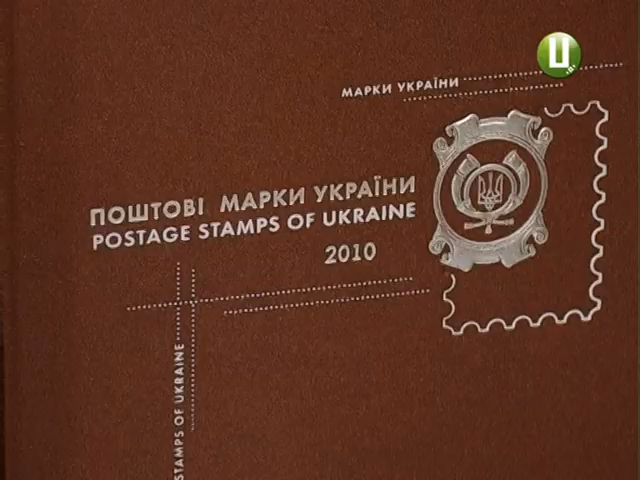 Ц
МАРКИ УКРАЇНИ
ПОШТОВІ МАРКИ УКРАЇНИ
POSTAGE STAMPS OF UKRAINE
2010
STAMPS OF UKRAINE